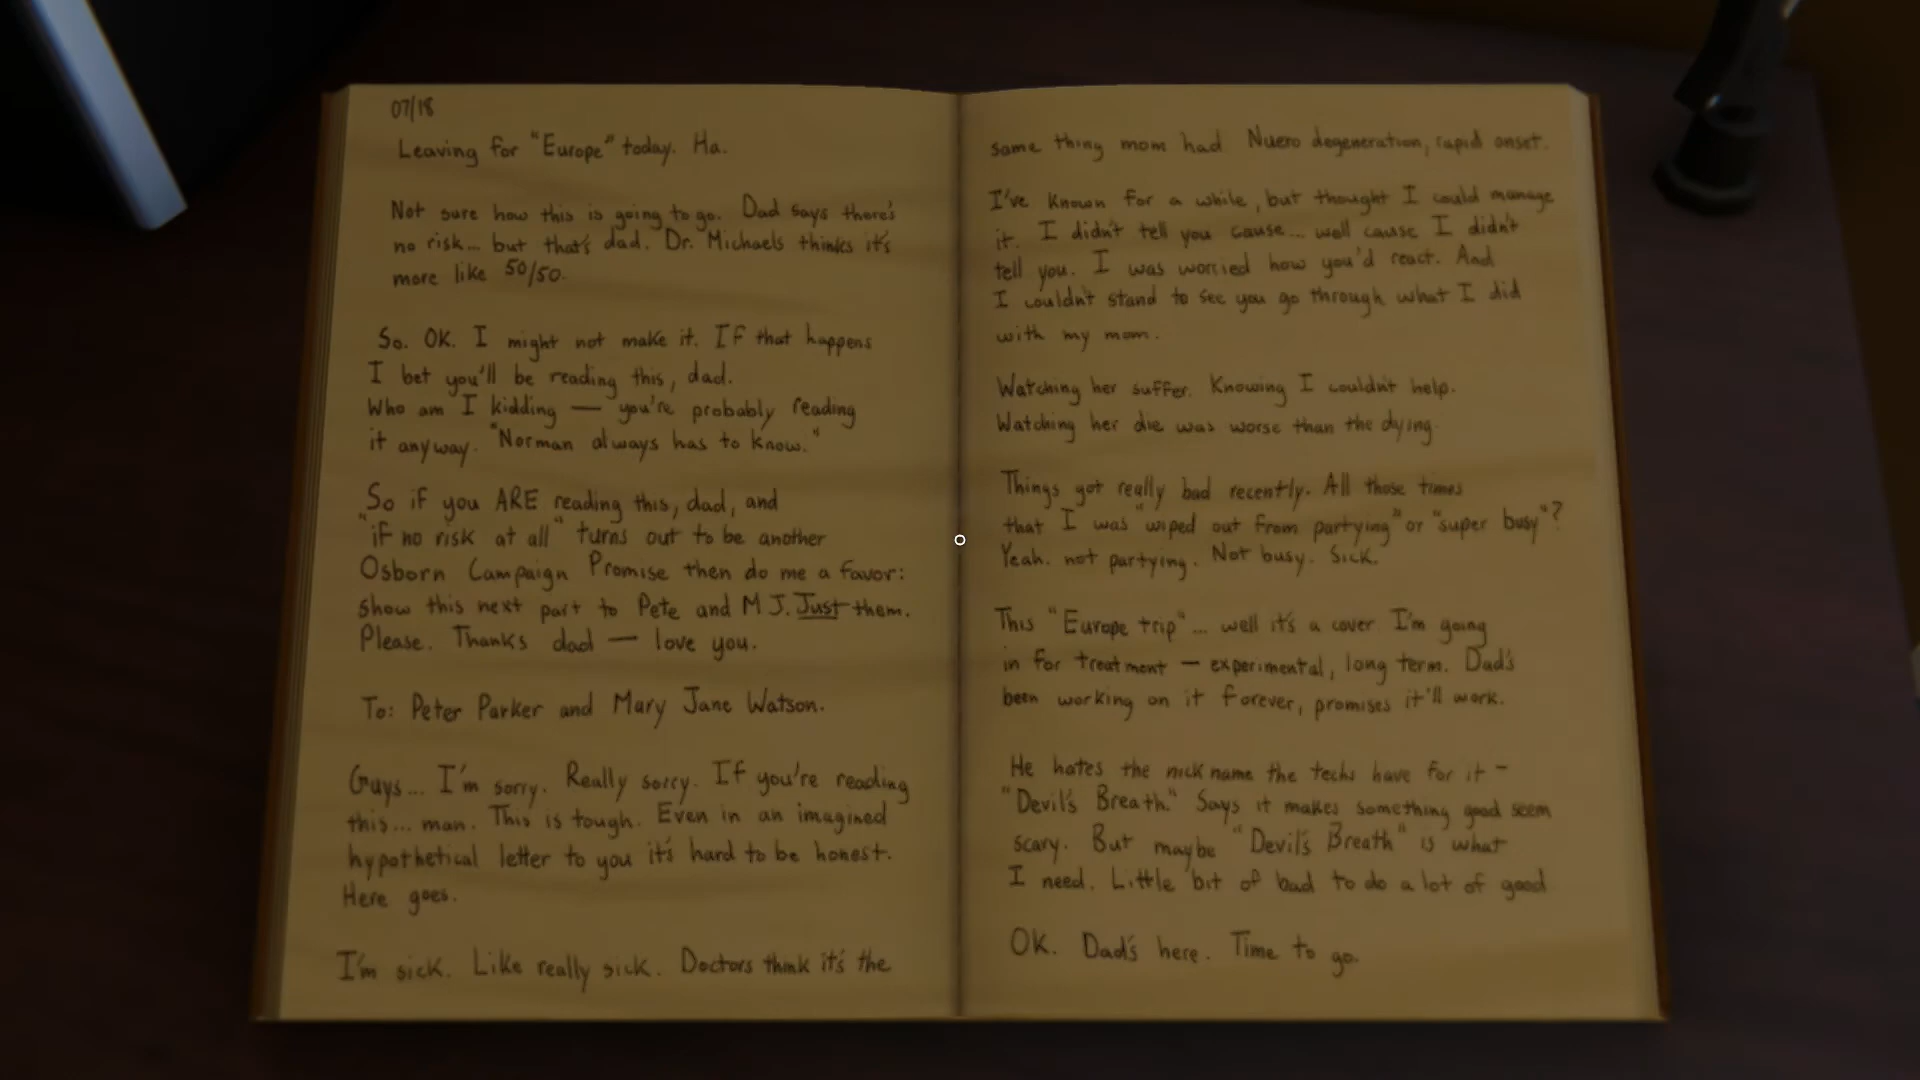 07/18
Leaving for "Europe" today. Ha.
Not sure how this is going to go. Dad says there's
no risk... but that's dad. Dr. Michaels thinks it's
more like 50/50.
So. OK. I might not make it. IF that happens
I bet you'll be reading this, dad.
Who am I kidding — you're probably reading
it anyway. "Norman always has to know."
So if you ARE reading this, dad, and
"if no risk at all" turns out to be another
Osborn Campaign Promise then do me a favor:
show this next part to Pete and MJ. Just them.
Please. Thanks dad — love you.
To: Peter Parker and Mary Jane Watson.
Guys... I'm sorry. Really sorry. If you're reading
this... man. This is tough. Even in an imagined
hypothetical letter to you it's hard to be honest.
Here goes.
I'm sick. Like really sick. Doctors think it's the
same thing mom had. Nuero degeneration, rapid onset.
I've known for a while, but thought I could manage
it. I didn't tell you cause... well cause I didn't
tell you. I was worried how you'd react. And
I couldn't stand to see you go through what I did
with my mom.
Watching her suffer. Knowing I couldn't help.
Watching her die was worse than the dying.
Things got really bad recently. All those times
that I was "wiped out from partying" or "super busy"?
Yeah. not partying. Not busy. Sick.
This "Europe trip"... well it's a cover. I'm going
in for treatment — experimental, long term. Dad's
been working on it forever, promises it'll work.
He hates the nickname the techs have for it -
"Devil's Breath." Says it makes something good seem
scary. But maybe "Devil's Breath" is what
I need. Little bit of bad to do a lot of good
OK. Dad's here. Time to go.